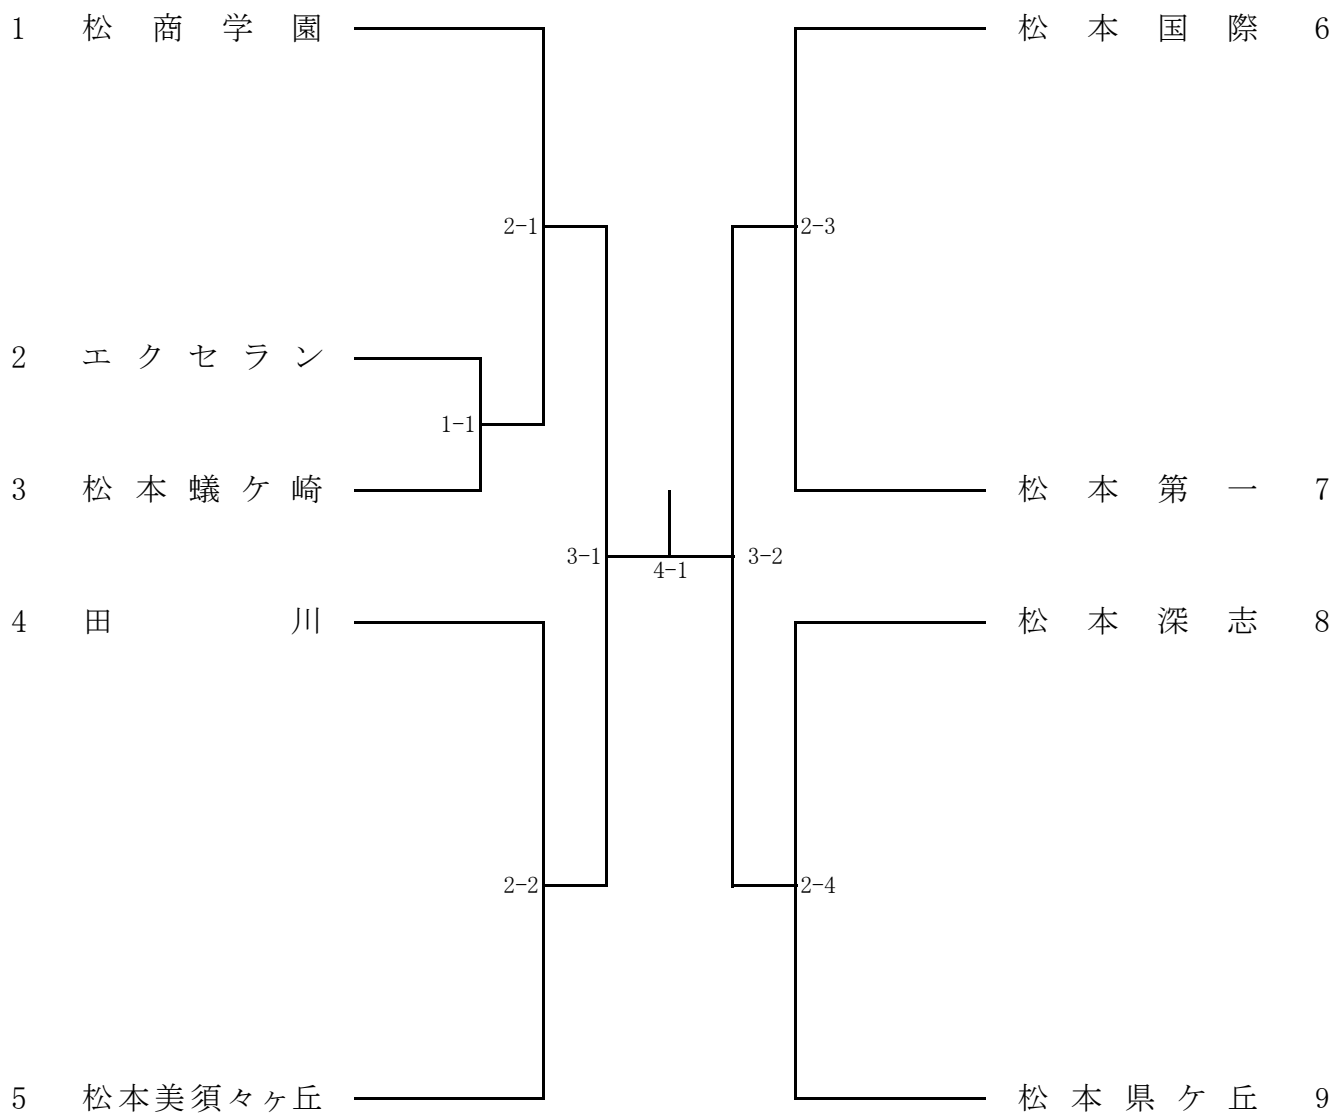 1 松商学園
松本国際 6
2-1
2-3
2 エクセラン
1-1
3 松本蟻ケ崎
松本第一 7
3-1
3-2
4-1
4 田川
松本深志 8
2-2
2-4
5 松本美須々ヶ丘
松本県ケ丘 9